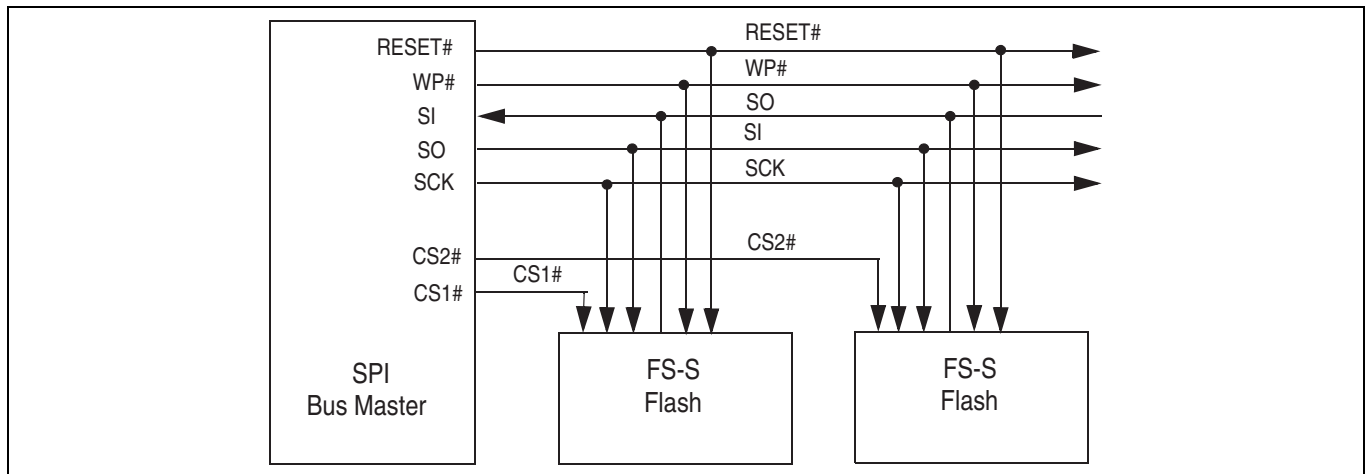 RESET# RESET#
WP# WP#
SI SO
SO SI
SCK SCK
CS2# CS2#
CS1# CS1#
SPI
Bus Master
FS-S
Flash
FS-S
Flash